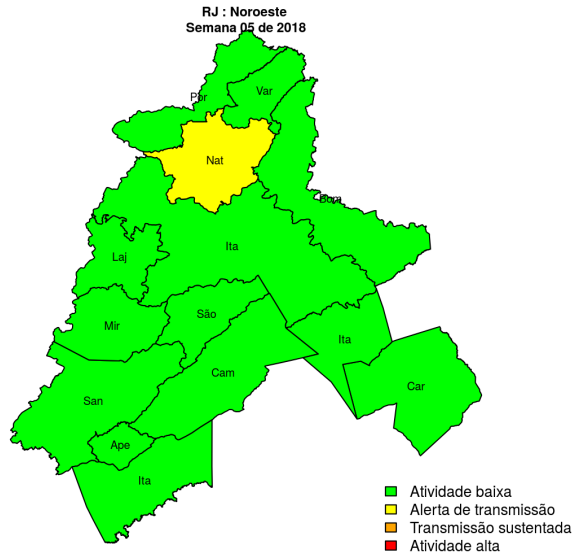 RJ : Noroeste
Semana 05 de 2018
Por
Var
Nat
Bom
Ita
Laj
São
Mir
Ita
Cam
Car
San
Ape
Ita
Atividade baixa
Alerta de transmissão
Transmissão sustentada
Atividade alta